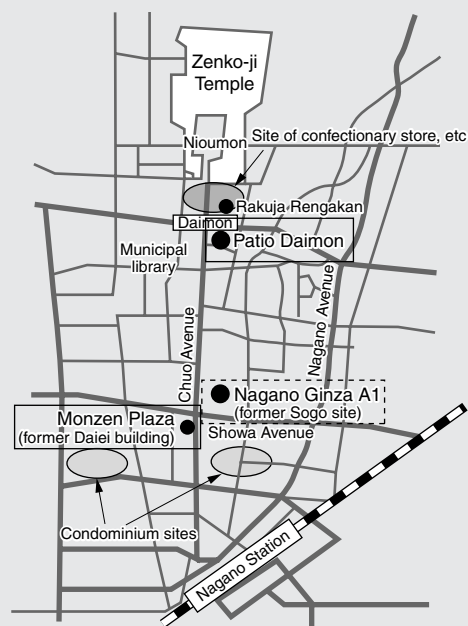 Zenko-ji
Temple
Nioumon
Site of confectionary store, etc
Rakuja Rengakan
Daimon
Patio Daimon
Municipal
library
Chuo Avenue
Nagano Avenue
Nagano Ginza A1
(former Sogo site)
Monzen Plaza
(former Daiei building)
Showa Avenue
Condominium sites
Nagano Station